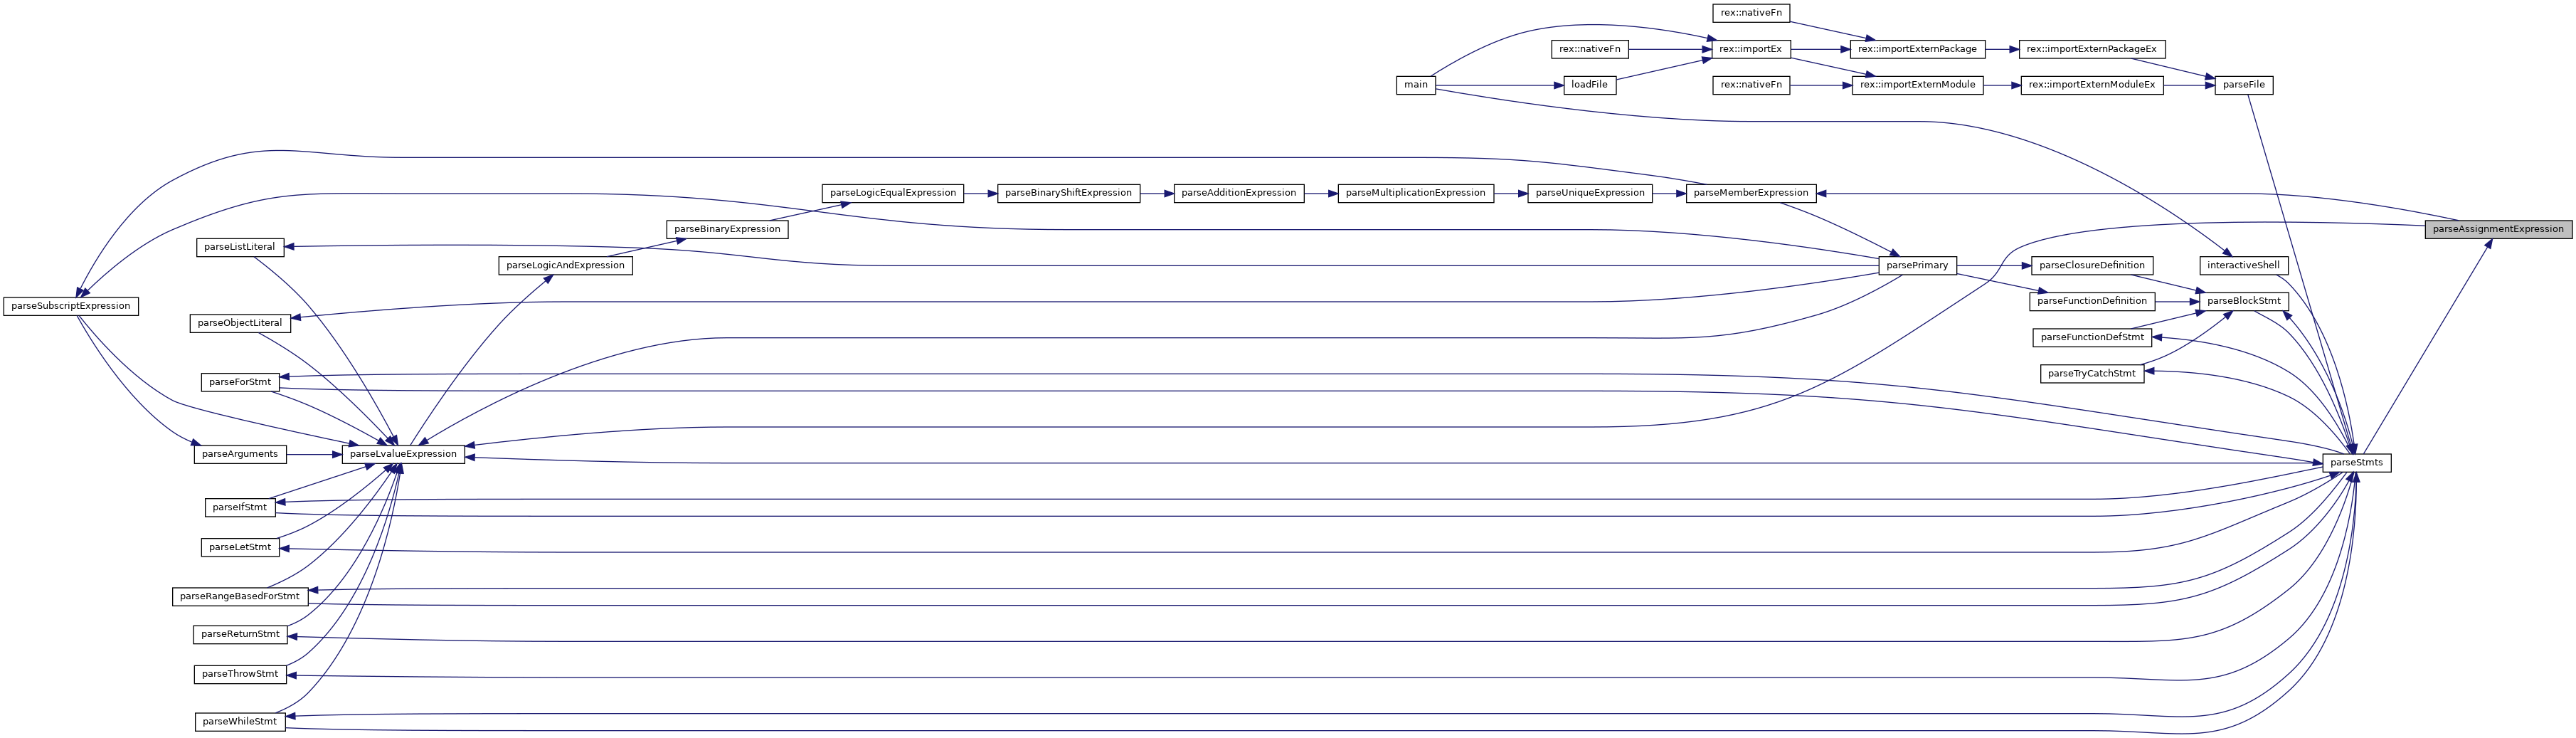 rex::nativeFn
rex::nativeFn
rex::importEx
rex::importExternPackage
rex::importExternPackageEx
main
loadFile
rex::nativeFn
rex::importExternModule
rex::importExternModuleEx
parseFile
parseLogicEqualExpression
parseBinaryShiftExpression
parseAdditionExpression
parseMultiplicationExpression
parseUniqueExpression
parseMemberExpression
parseBinaryExpression
parseAssignmentExpression
parseListLiteral
parseLogicAndExpression
parsePrimary
parseClosureDefinition
interactiveShell
parseSubscriptExpression
parseFunctionDefinition
parseBlockStmt
parseObjectLiteral
parseFunctionDefStmt
parseForStmt
parseTryCatchStmt
parseArguments
parseLvalueExpression
parseStmts
parseIfStmt
parseLetStmt
parseRangeBasedForStmt
parseReturnStmt
parseThrowStmt
parseWhileStmt